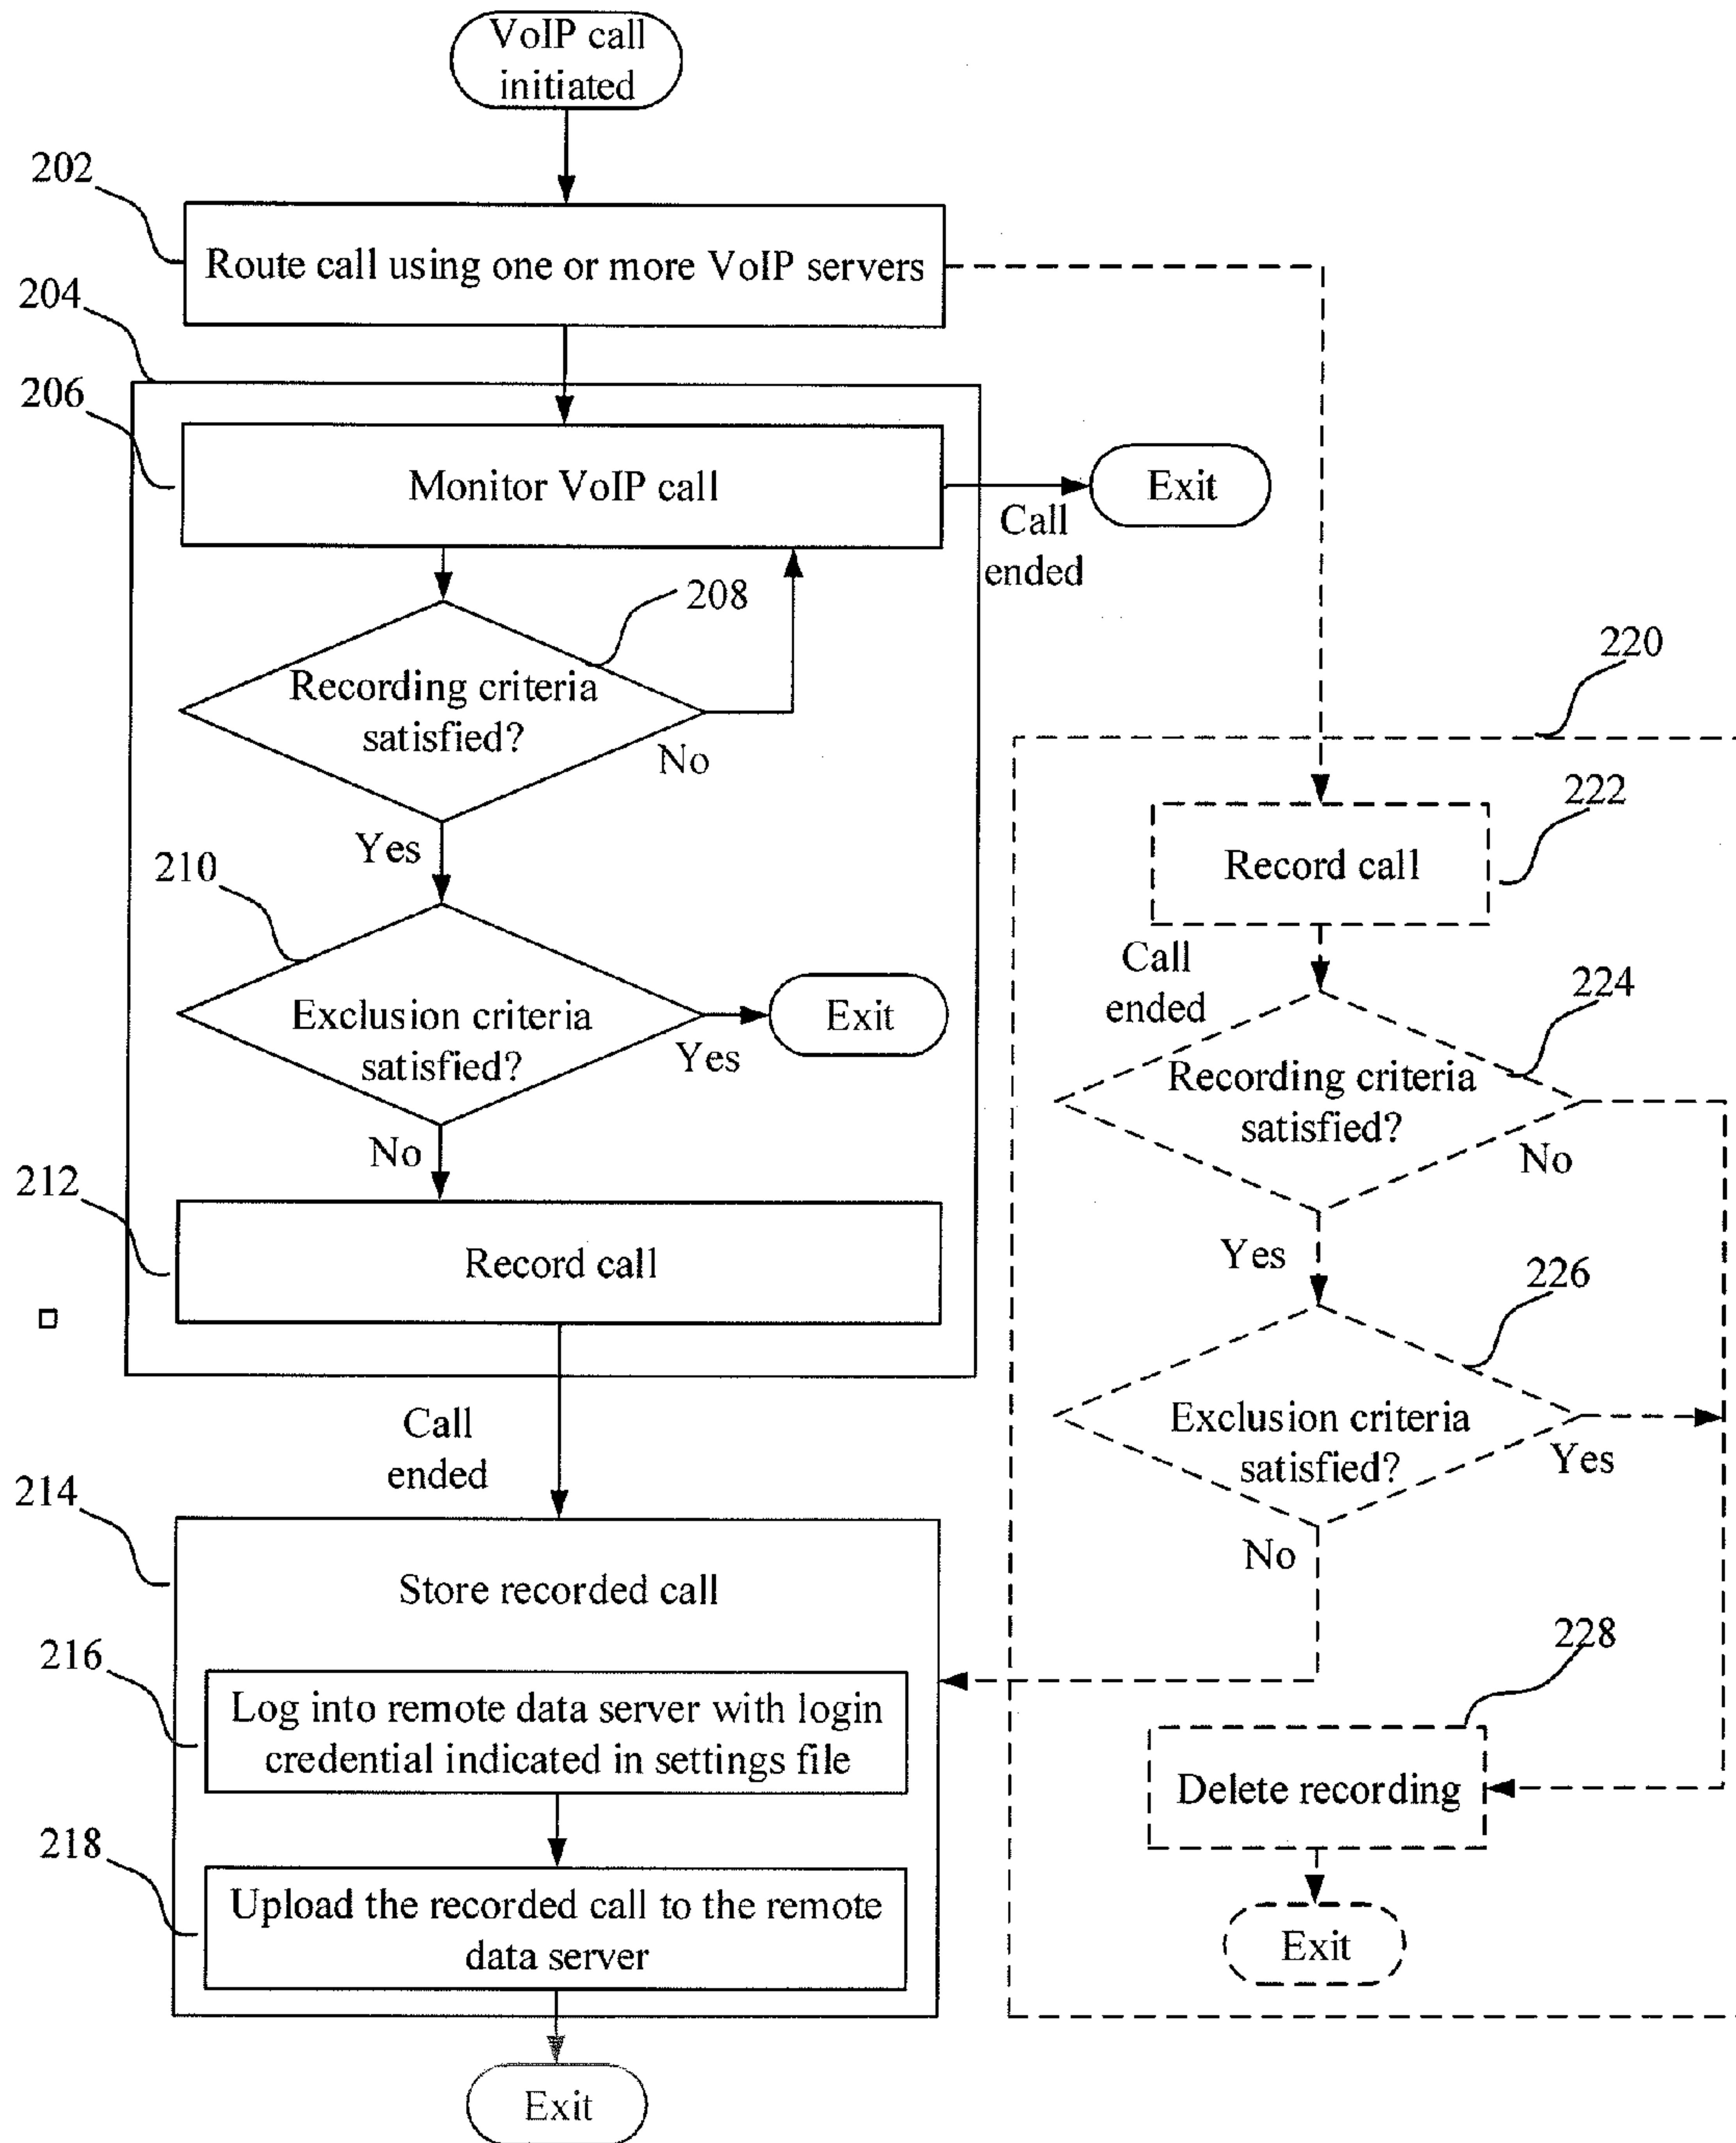 VoIP call
initiated
202
Route call using one or more VoIP servers
204
206
Monitor VoIP call
Exit
Call
ended
208
Recording criteria
satisfied?
No
Yes
210
Exclusion criteria
satisfied?
Exit
Yes
No
212
Record call
Call
ended
214
Store recorded call
216
Log into remote data server with login
credential indicated in settings file
218
Upload the recorded call to the remote
data server
Exit
220
222
Record call
Call
ended
224
Recording criteria
satisfied?
No
Yes
226
Exclusion criteria
satisfied?
Yes
No
228
Delete recording
Exit